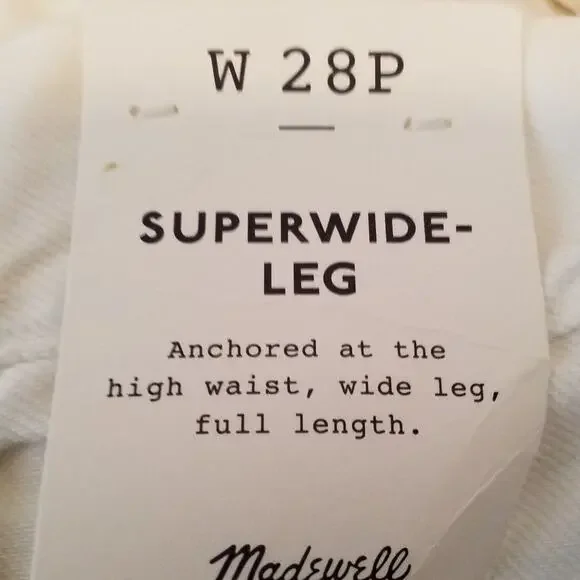 W 28P
SUPERWIDE-
LEG
Anchored at the
high waist, wide leg,
full length.
Madewell